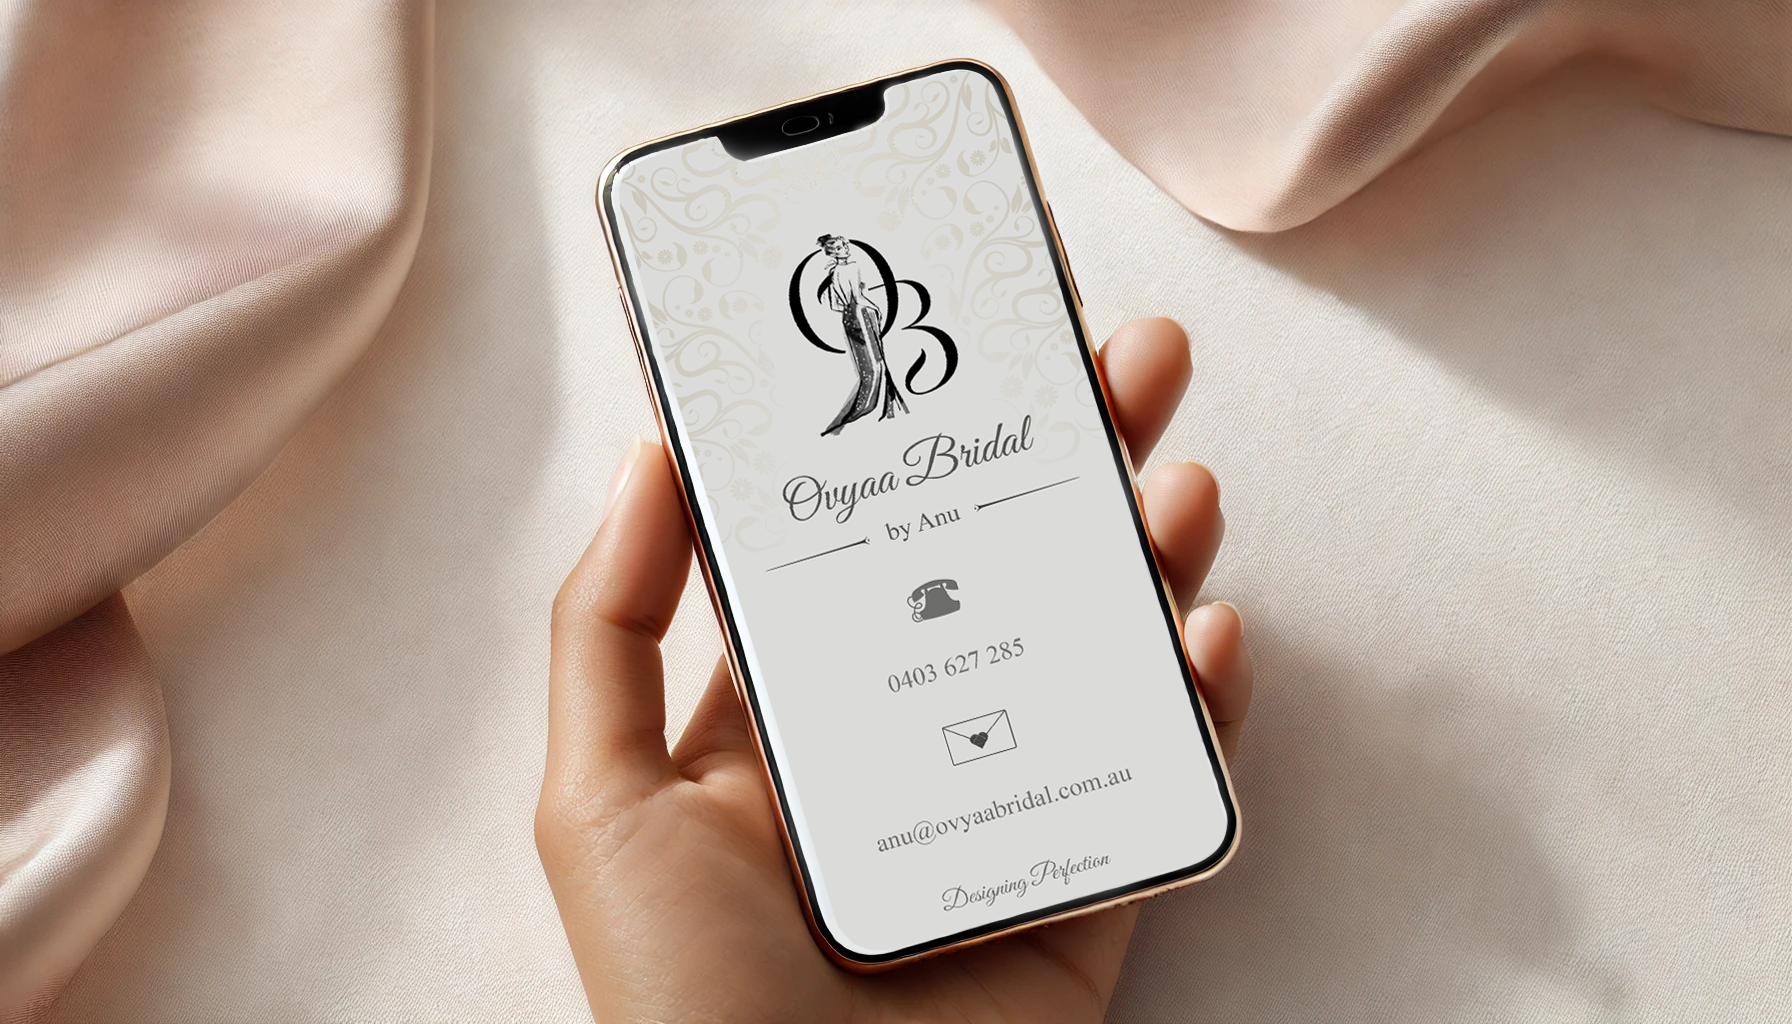 OB
Ovyaa Bridal
by Anu
0403 627 285
anu@ovyaabridal.com.au
Designing Perfection